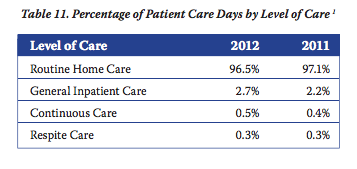 Table 11. Percentage of Patient Care Days by Level of Care 1
Level of Care 2012 2011
Routine Home Care 96.5% 97.1%
General Inpatient Care 2.7% 2.2%
Continuous Care 0.5% 0.4%
Respite Care 0.3% 0.3%